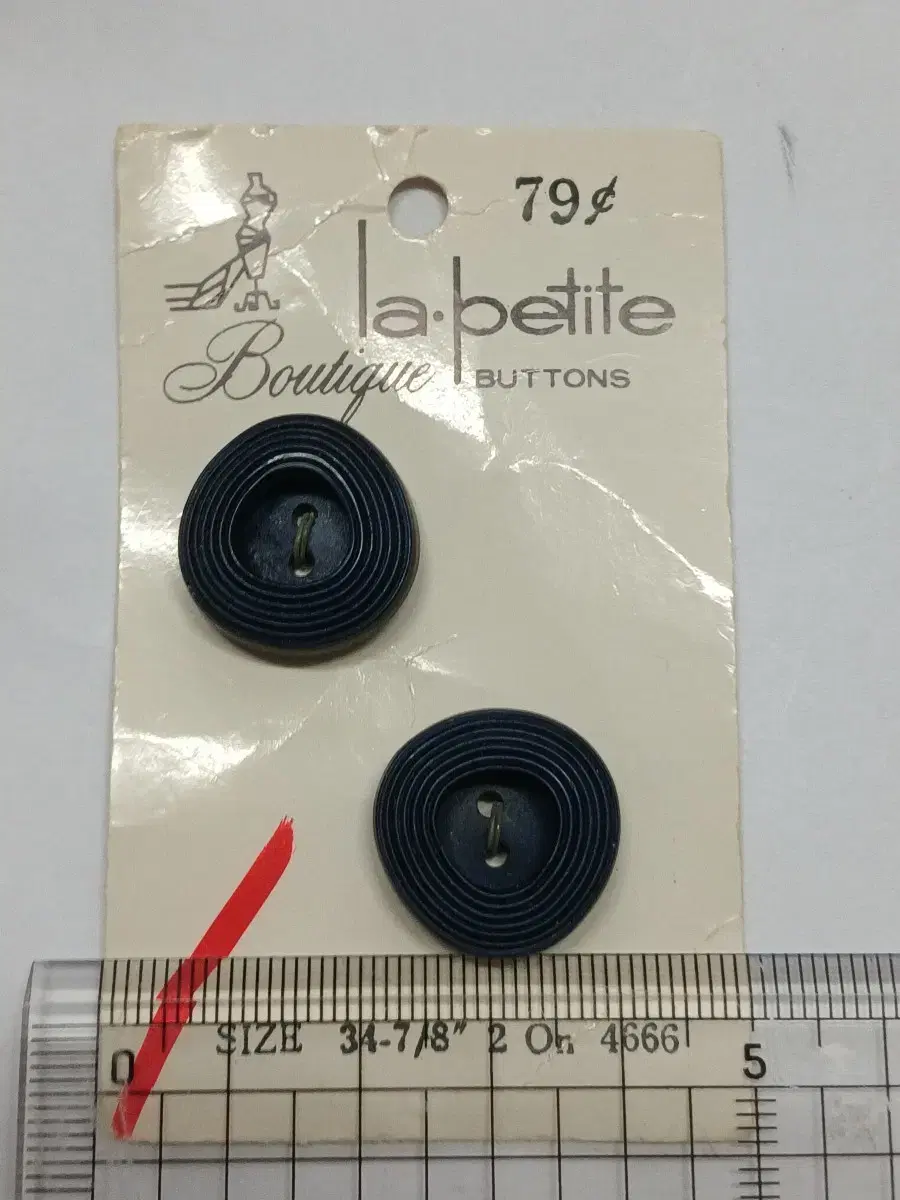 79¢
la·petite
Boutique BUTTONS
SIZE 34-7/8" 2 On 4666
0 5